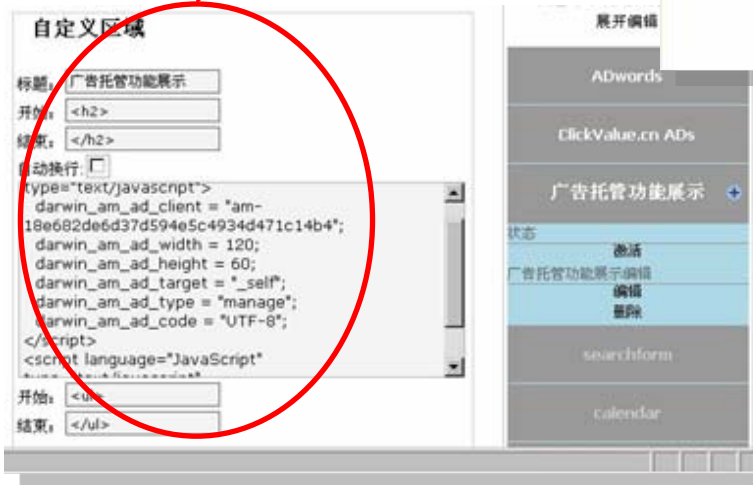 自定义区域
标题： 广告托管功能展示
开始： <h2>
结束： </h2>
自动换行:
type="text/javascript">
darwin_am_ad_client = "am-
18e682de6d37d594e5c4934d471c14b4";
darwin_am_ad_width = 120;
darwin_am_ad_height = 60;
darwin_am_ad_target = "_self";
darwin_am_ad_type = "manage";
darwin_am_ad_code = "UTF-8";
</script>
<script language="JavaScript"
开始： <ul>
结束： </ul>
展开编辑
ADwords
ClickValue.cn ADs
广告托管功能展示
状态
激活
广告托管功能展示编辑
编辑
删除
searchform
calendar